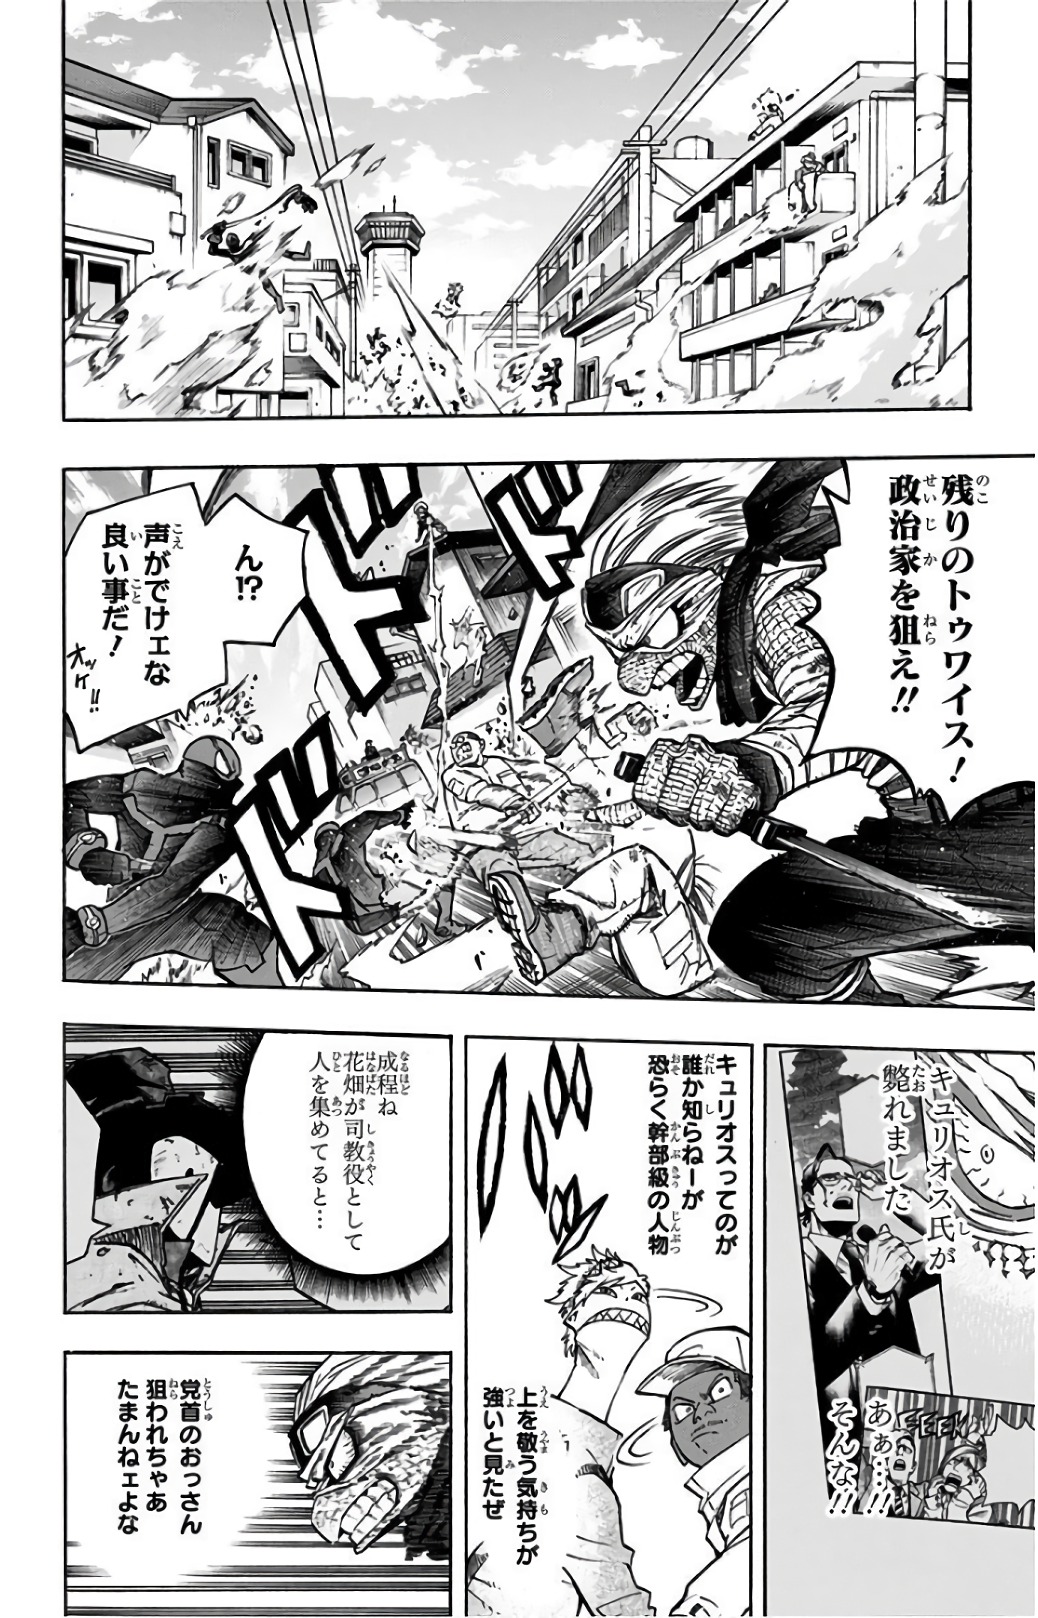 残りのトゥワイス!
政治家を狙え!!
ん!?
声がでけェな
良い事だ!
オッケ!!
ドドドドド
キュリオス氏が
斃れました
ああ…!!
そんな!!
キュリオスってのが
誰か知らねーが
恐らく幹部級の人物
上を敬う気持ちが
強いと見たぜ
成程ね
花畑が司教役として
人を集めてると…
党首のおっさん
狙われちゃあ
たまんねェよな